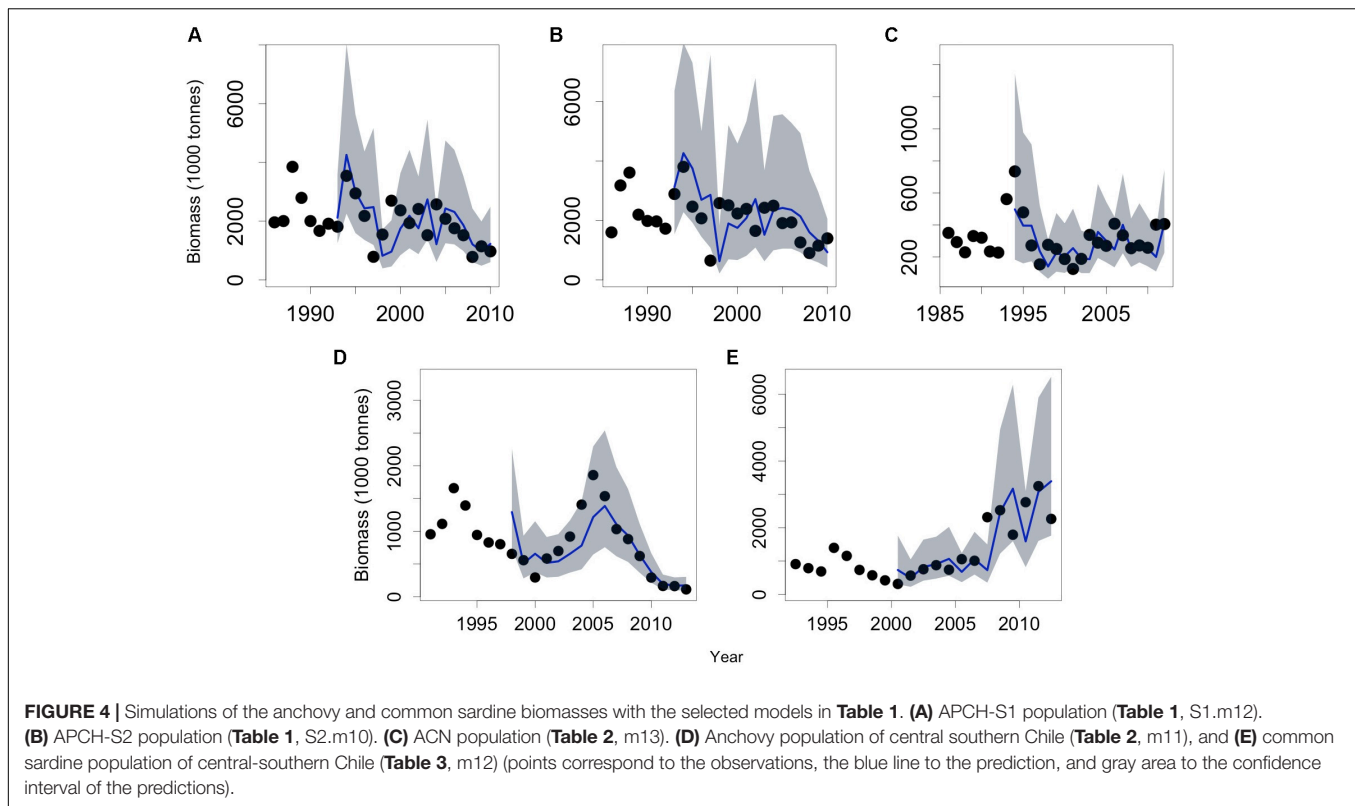 A
B
C
Biomass (1000 tonnes)
0 2000 6000
1990 2000 2010
0 2000 4000 6000
1990 2000 2010
200 600 1000
1985 1995 2005
D
E
Biomass (1000 tonnes)
0 1000 2000 3000
1995 2000 2005 2010
0 2000 4000 6000
1995 2000 2005 2010
Year
FIGURE 4 | Simulations of the anchovy and common sardine biomasses with the selected models in Table 1. (A) APCH-S1 population (Table 1, S1.m12).
(B) APCH-S2 population (Table 1, S2.m10). (C) ACN population (Table 2, m13). (D) Anchovy population of central southern Chile (Table 2, m11), and (E) common
sardine population of central-southern Chile (Table 3, m12) (points correspond to the observations, the blue line to the prediction, and gray area to the confidence
interval of the predictions).